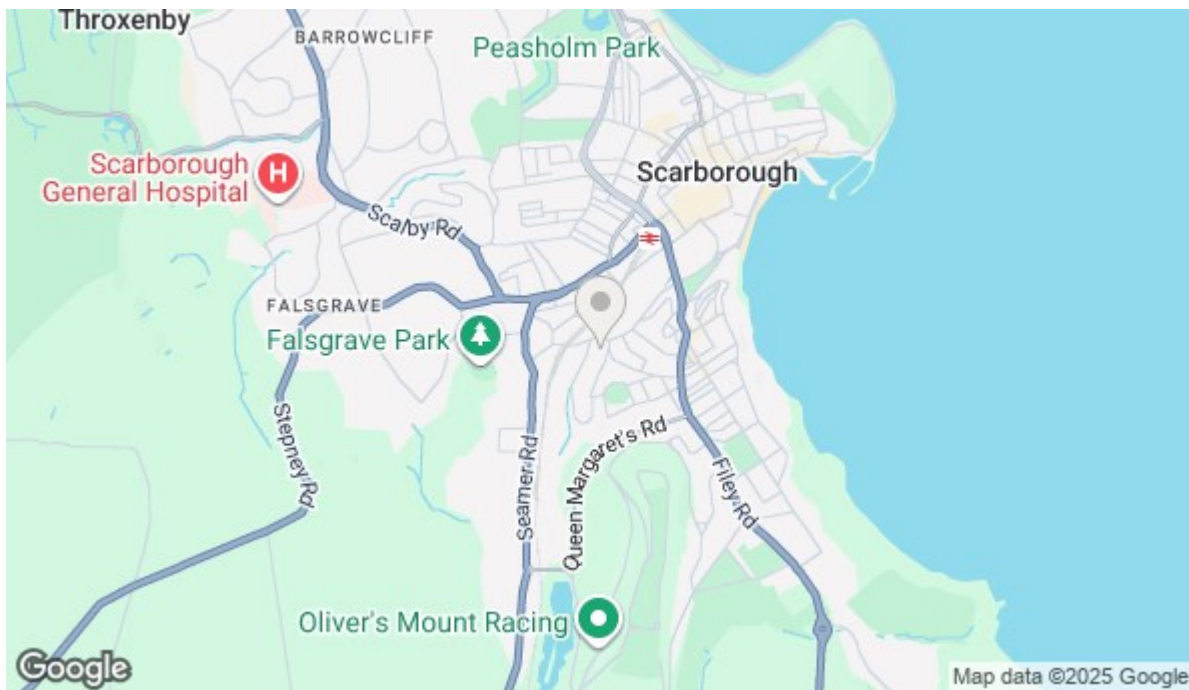 Throxenby
BARROWCLIFF
Peasholm Park
Scarborough
General Hospital
H
Scarborough
Scalby Rd
FALSGRAVE
Falsgrave Park
Stepney Rd
Seamer Rd
Queen Margaret's Rd
Filey Rd
Oliver's Mount Racing
Google
Map data ©2025 Google